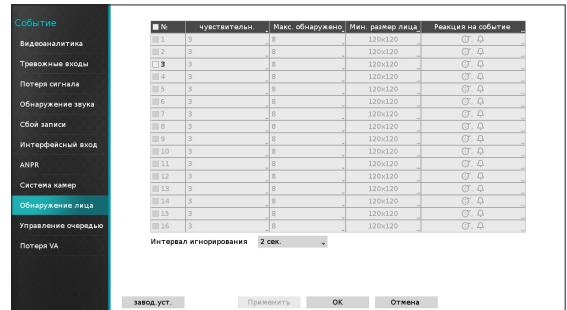 Событие
Видеоаналитика
Тревожные входы
Потеря сигнала
Обнаружение звука
Сбой записи
Интерфейсный вход
ANPR
Система камер
Обнаружение лица
Управление очередью
Потеря VA
№ чувствительн. Макс. обнаружено Мин. размер лица Реакция на событие
1 3 8 120x120
2 3 8 120x120
3 3 8 120x120
4 3 8 120x120
5 3 8 120x120
6 3 8 120x120
7 3 8 120x120
8 3 8 120x120
9 3 8 120x120
10 3 8 120x120
11 3 8 120x120
12 3 8 120x120
13 3 8 120x120
14 3 8 120x120
15 3 8 120x120
16 3 8 120x120
Интервал игнорирования 2 сек.
завод.уст. Применить OK Отмена